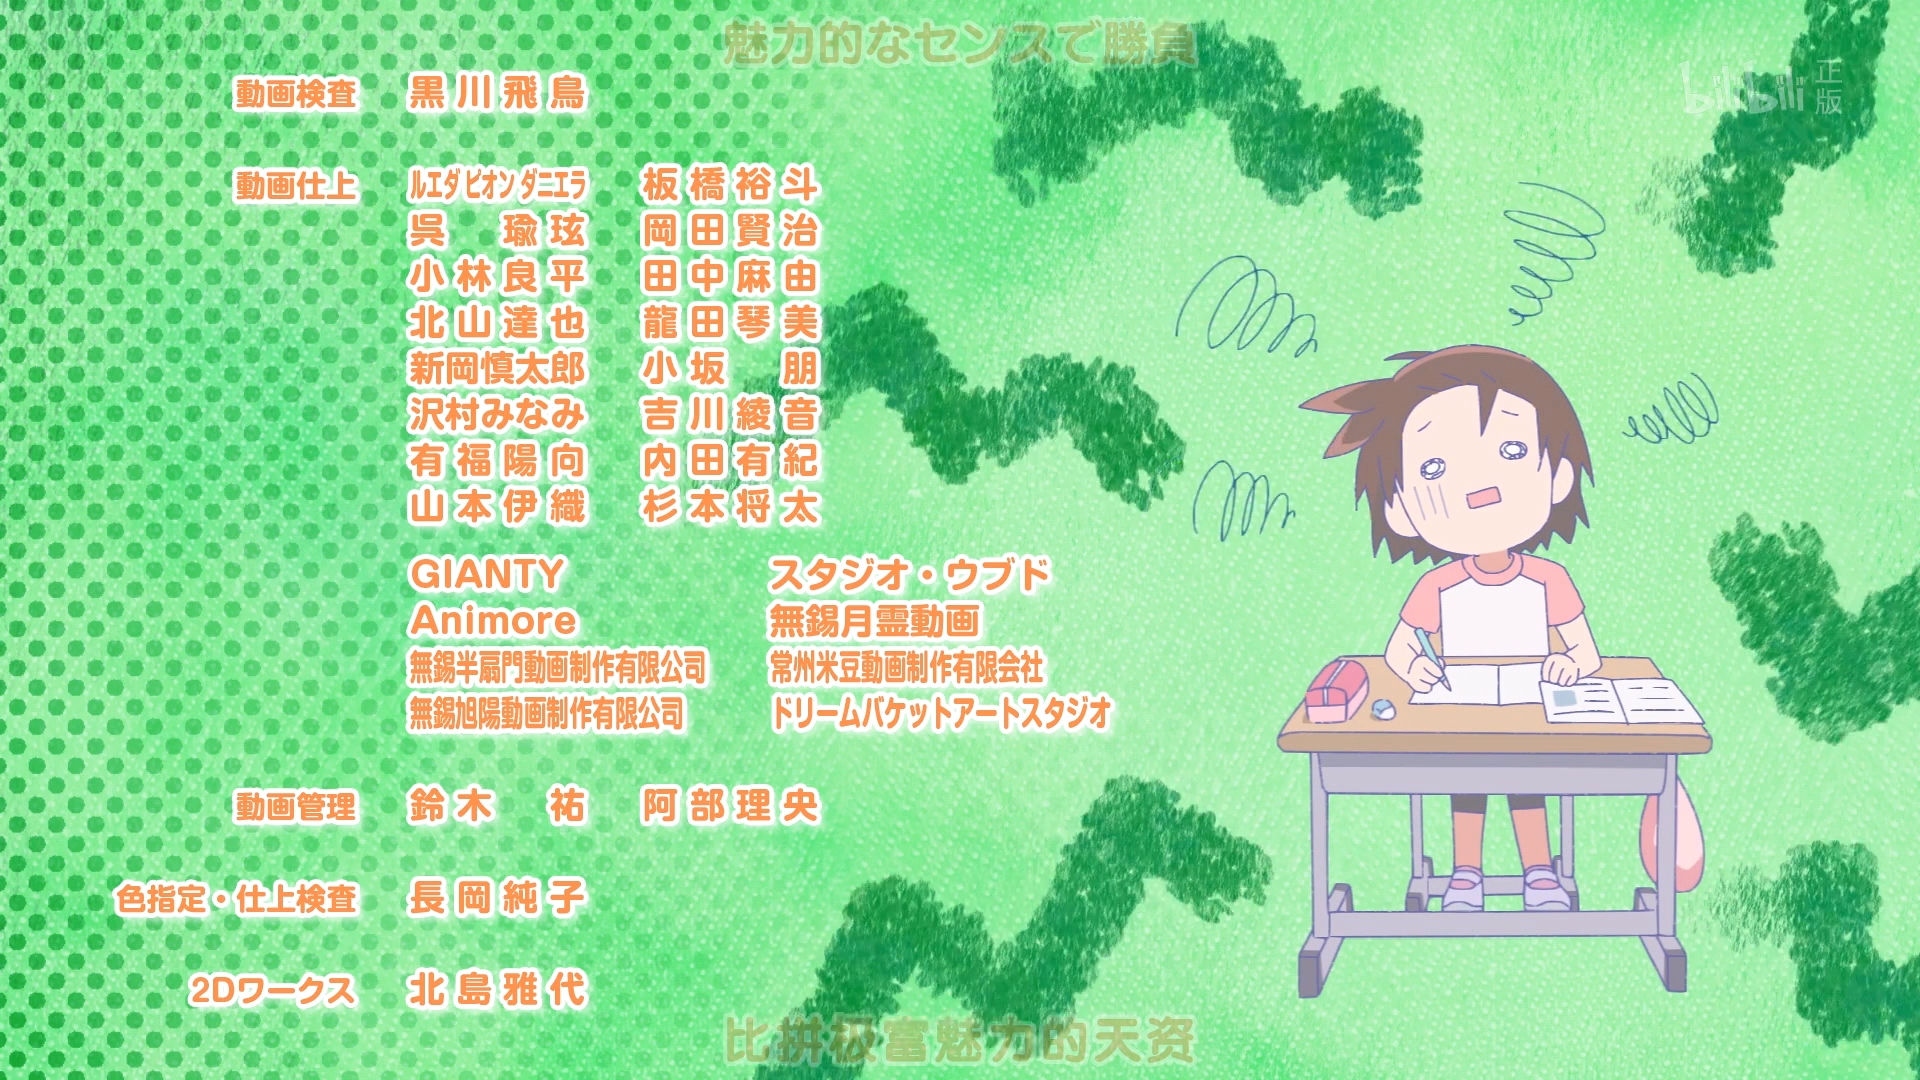 魅力的なセンスで勝負
bilibili 正版
動画検査 黒川飛鳥
動画仕上 ルエダ ピオン ダニエラ 板橋裕斗
呉 瑜玹 岡田賢治
小林良平 田中麻由
北山達也 龍田琴美
新岡慎太郎 小坂 朋
沢村みなみ 吉川綾音
有福陽向 内田有紀
山本伊織 杉本将太
GIANTY スタジオ・ウブド
Animore 無錫月霊動画
無錫半扇門動画制作有限公司 常州米豆動画制作有限会社
無錫旭陽動画制作有限公司 ドリームバケットアートスタジオ
動画管理 鈴木 祐 阿部理央
色指定・仕上検査 長岡純子
2Dワークス 北島雅代
比拼极富魅力的天资